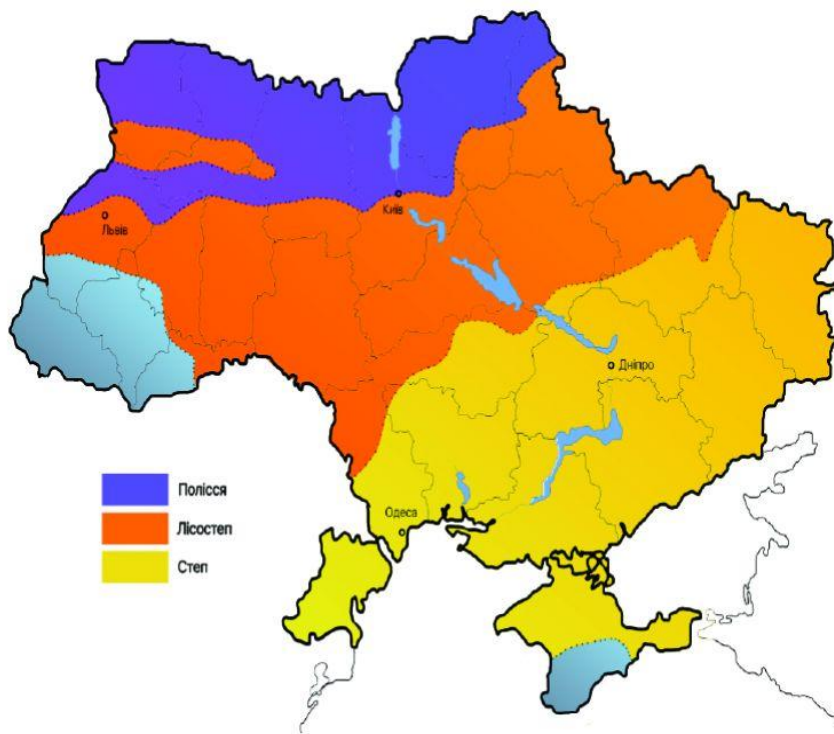 Київ
Львів
Дніпро
Полісся
Лісостеп
Одеса
Степ